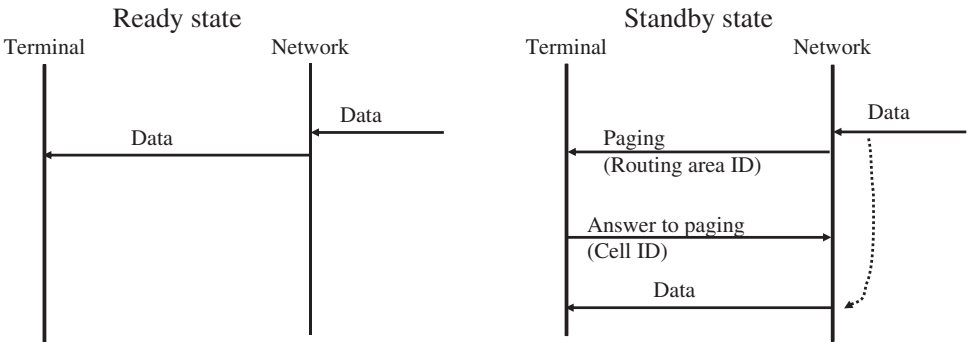 Ready state
Terminal
Network
Data
Data
Standby state
Terminal
Network
Data
Paging
(Routing area ID)
Answer to paging
(Cell ID)
Data